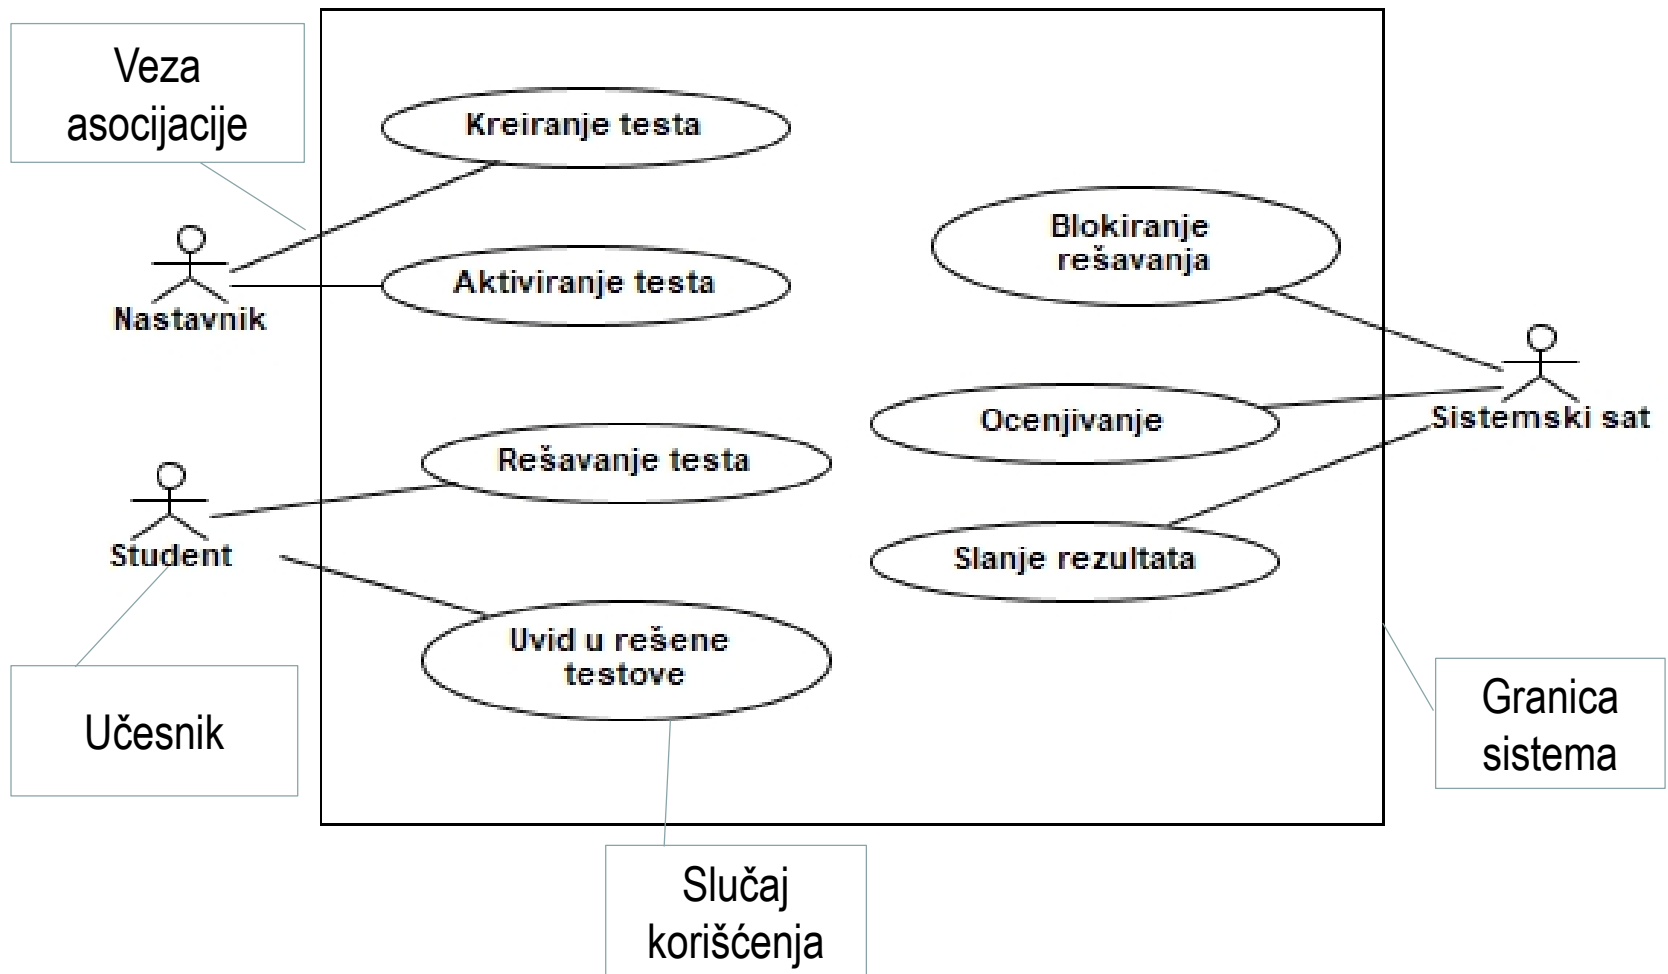 Veza
asocijacije
Kreiranje testa
Blokiranje
rešavanja
Aktiviranje testa
Nastavnik
Ocenjivanje
Sistemski sat
Rešavanje testa
Student
Slanje rezultata
Uvid u rešene
testove
Učesnik
Granica
sistema
Slučaj
korišćenja